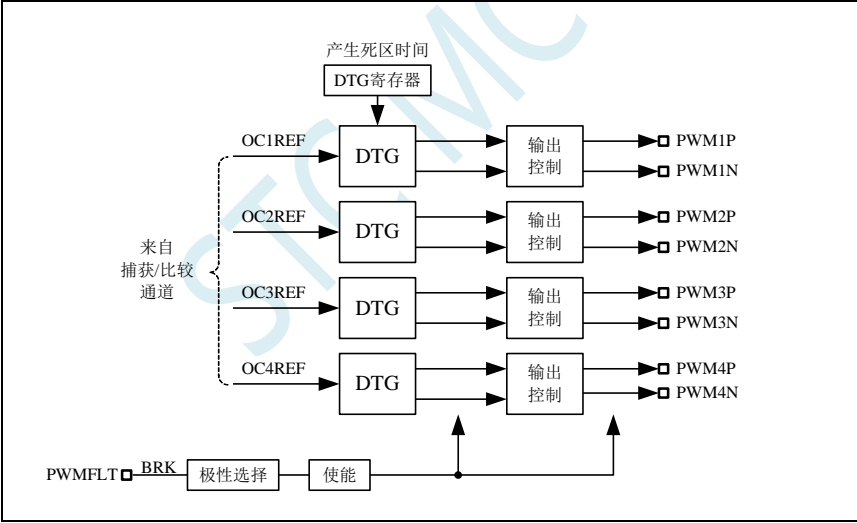 产生死区时间
DTG寄存器
OC1REF
DTG
输出
控制
PWM1P
PWM1N
OC2REF
DTG
输出
控制
PWM2P
PWM2N
来自
捕获/比较
通道
OC3REF
DTG
输出
控制
PWM3P
PWM3N
OC4REF
DTG
输出
控制
PWM4P
PWM4N
PWMFLT
BRK
极性选择
使能
STC MC